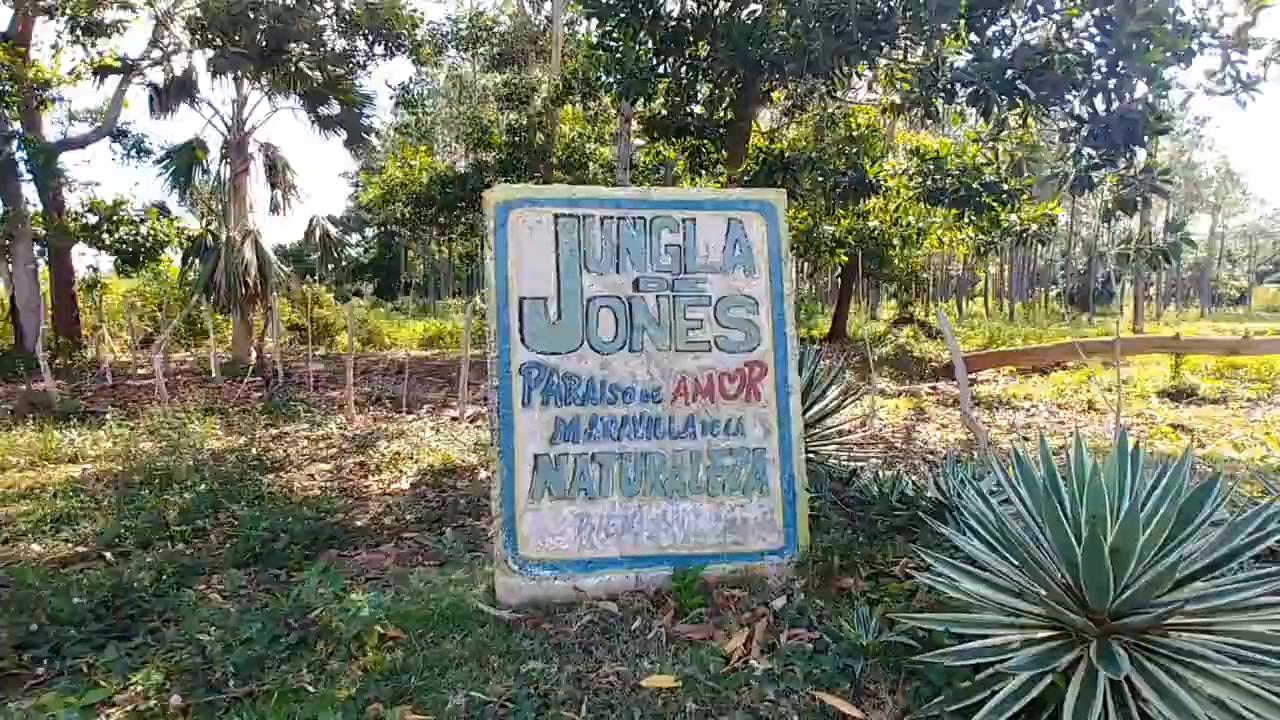 JUNGLA
DE
JONES
PARAISO DE AMOR
MARAVILLA DE LA
NATURALEZA